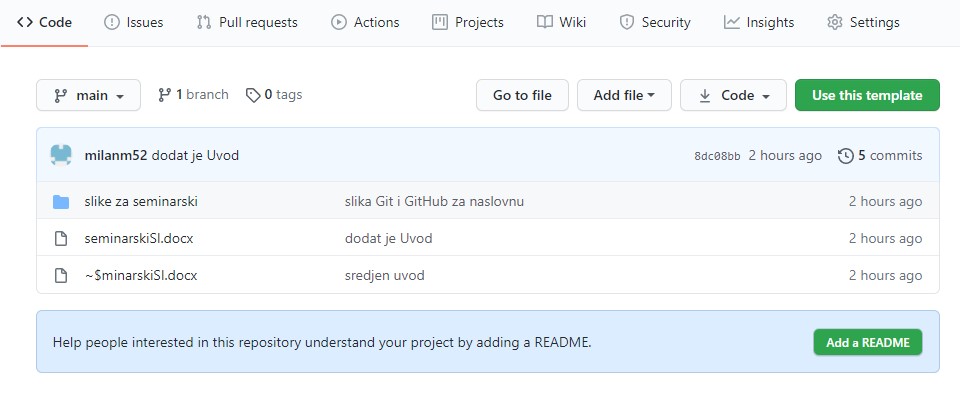 Code Issues Pull requests Actions Projects Wiki Security Insights Settings
main 1 branch 0 tags Go to file Add file Code Use this template
milanm52 dodat je Uvod 8dc08bb 2 hours ago 5 commits
slike za seminarski slika Git i GitHub za naslovnu 2 hours ago
seminarskiSI.docx dodat je Uvod 2 hours ago
~$minarskiSI.docx sredjen uvod 2 hours ago
Help people interested in this repository understand your project by adding a README. Add a README